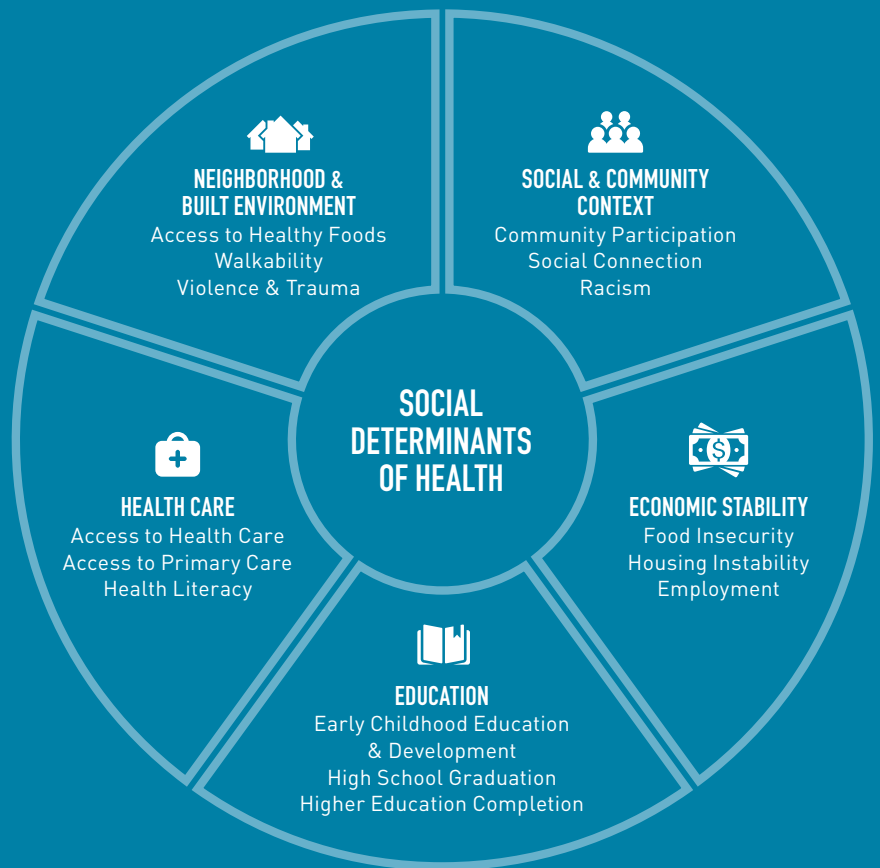 NEIGHBORHOOD &
BUILT ENVIRONMENT
Access to Healthy Foods
Walkability
Violence & Trauma
SOCIAL & COMMUNITY
CONTEXT
Community Participation
Social Connection
Racism
SOCIAL
DETERMINANTS
OF HEALTH
HEALTH CARE
Access to Health Care
Access to Primary Care
Health Literacy
$
ECONOMIC STABILITY
Food Insecurity
Housing Instability
Employment
EDUCATION
Early Childhood Education
& Development
High School Graduation
Higher Education Completion